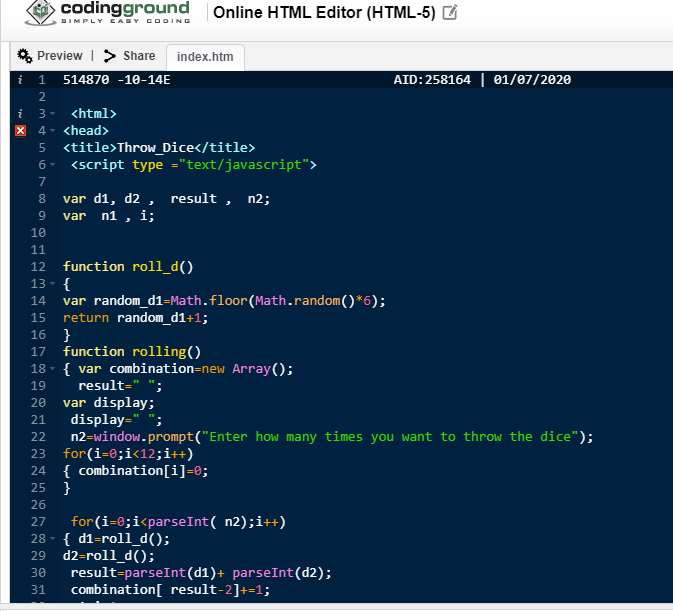 codingground
SIMPLY EASY CODING
Online HTML Editor (HTML-5)
Preview | Share index.htm
i 1 514870 -10-14E AID:258164 | 01/07/2020
2
i 3 <html>
4 <head>
5 <title>Throw_Dice</title>
6 <script type ="text/javascript">
7
8 var d1, d2 , result , n2;
9 var n1 , i;
10
11
12 function roll_d()
13 {
14 var random_d1=Math.floor(Math.random()*6);
15 return random_d1+1;
16 }
17 function rolling()
18 { var combination=new Array();
19 result=" ";
20 var display;
21 display=" ";
22 n2=window.prompt("Enter how many times you want to throw the dice");
23 for(i=0;i<12;i++)
24 { combination[i]=0;
25 }
26
27 for(i=0;i<parseInt( n2);i++)
28 { d1=roll_d();
29 d2=roll_d();
30 result=parseInt(d1)+ parseInt(d2);
31 combination[ result-2]+=1;